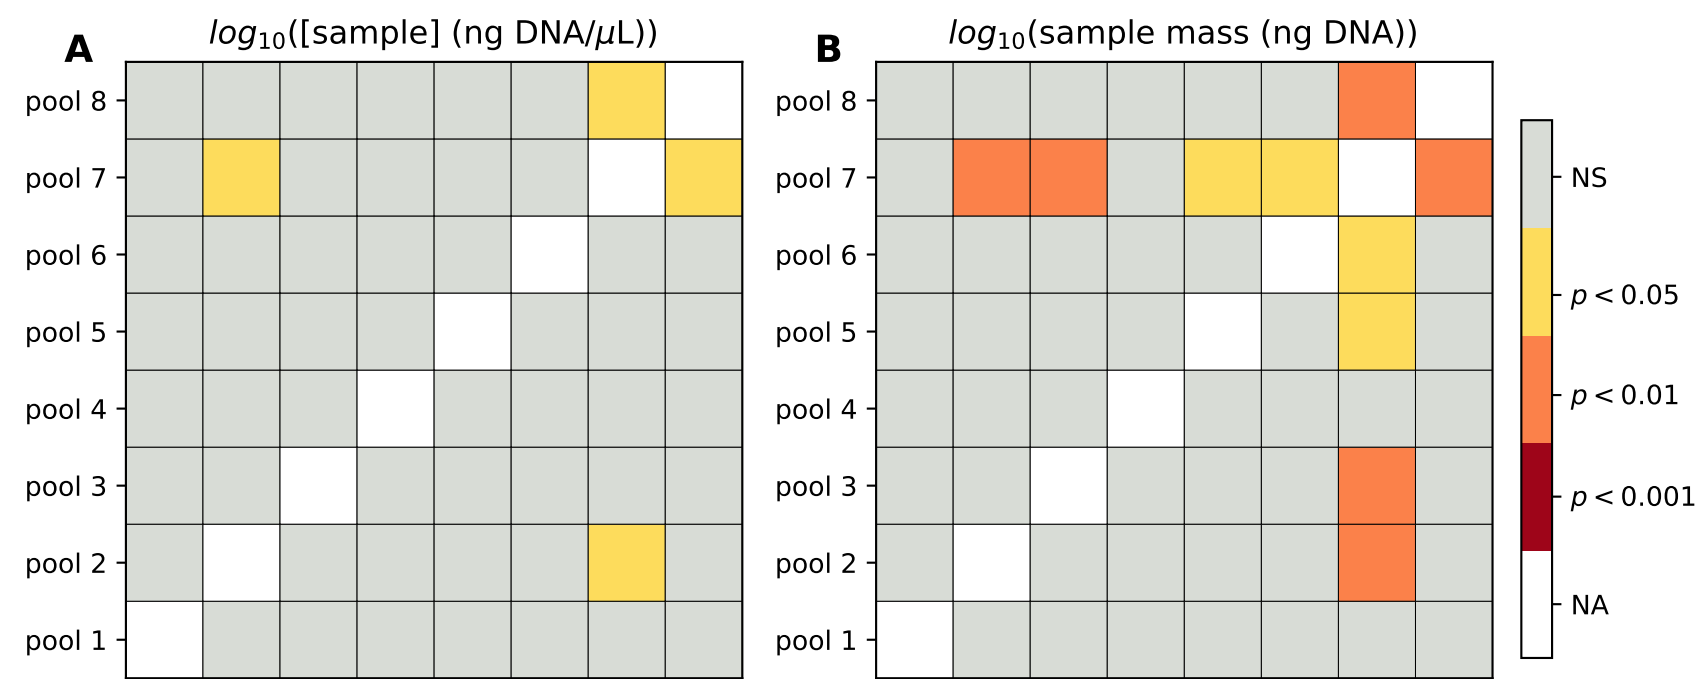 A
log₁₀([sample] (ng DNA/μL))
pool 8
pool 7
pool 6
pool 5
pool 4
pool 3
pool 2
pool 1
B
log₁₀(sample mass (ng DNA))
pool 8
pool 7
pool 6
pool 5
pool 4
pool 3
pool 2
pool 1
NS
p < 0.05
p < 0.01
p < 0.001
NA